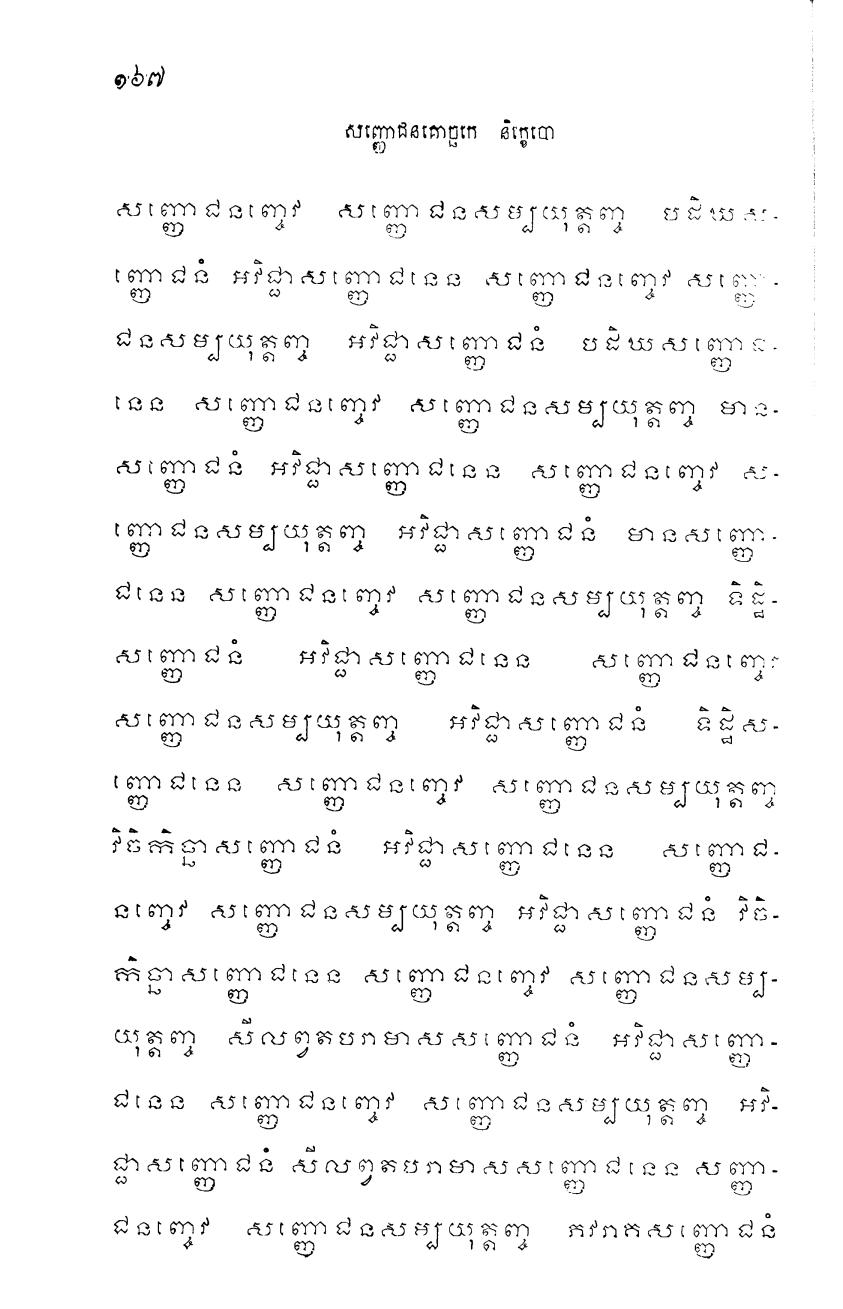 ១៦៧
សញ្ញោជនគោច្ឆកេ និក្ខេបោ
សញ្ញោជនញ្ចេវ សញ្ញោជនសម្បយុត្តញ្ច បដិឃស-
ញ្ញោជនំ អវិជ្ជាសញ្ញោជនេន សញ្ញោជនញ្ចេវ សញ្ញោ-
ជនសម្បយុត្តញ្ច អវិជ្ជាសញ្ញោជនំ បដិឃសញ្ញោជ-
នេន សញ្ញោជនញ្ចេវ សញ្ញោជនសម្បយុត្តញ្ច មាន-
សញ្ញោជនំ អវិជ្ជាសញ្ញោជនេន សញ្ញោជនញ្ចេវ ស-
ញ្ញោជនសម្បយុត្តញ្ច អវិជ្ជាសញ្ញោជនំ មានសញ្ញោ-
ជនេន សញ្ញោជនញ្ចេវ សញ្ញោជនសម្បយុត្តញ្ច ទិដ្ឋិ-
សញ្ញោជនំ អវិជ្ជាសញ្ញោជនេន សញ្ញោជនញ្ចេវ
សញ្ញោជនសម្បយុត្តញ្ច អវិជ្ជាសញ្ញោជនំ ទិដ្ឋិស-
ញ្ញោជនេន សញ្ញោជនញ្ចេវ សញ្ញោជនសម្បយុត្តញ្ច
វិចិកិច្ឆាសញ្ញោជនំ អវិជ្ជាសញ្ញោជនេន សញ្ញោជ-
នញ្ចេវ សញ្ញោជនសម្បយុត្តញ្ច អវិជ្ជាសញ្ញោជនំ វិចិ-
កិច្ឆាសញ្ញោជនេន សញ្ញោជនញ្ចេវ សញ្ញោជនសម្ប-
យុត្តញ្ច សីលព្វតបរាមាសសញ្ញោជនំ អវិជ្ជាសញ្ញោ-
ជនេន សញ្ញោជនញ្ចេវ សញ្ញោជនសម្បយុត្តញ្ច អវិ-
ជ្ជាសញ្ញោជនំ សីលព្វតបរាមាសសញ្ញោជនេន សញ្ញោ-
ជនញ្ចេវ សញ្ញោជនសម្បយុត្តញ្ច ភវរាគសញ្ញោជនំ